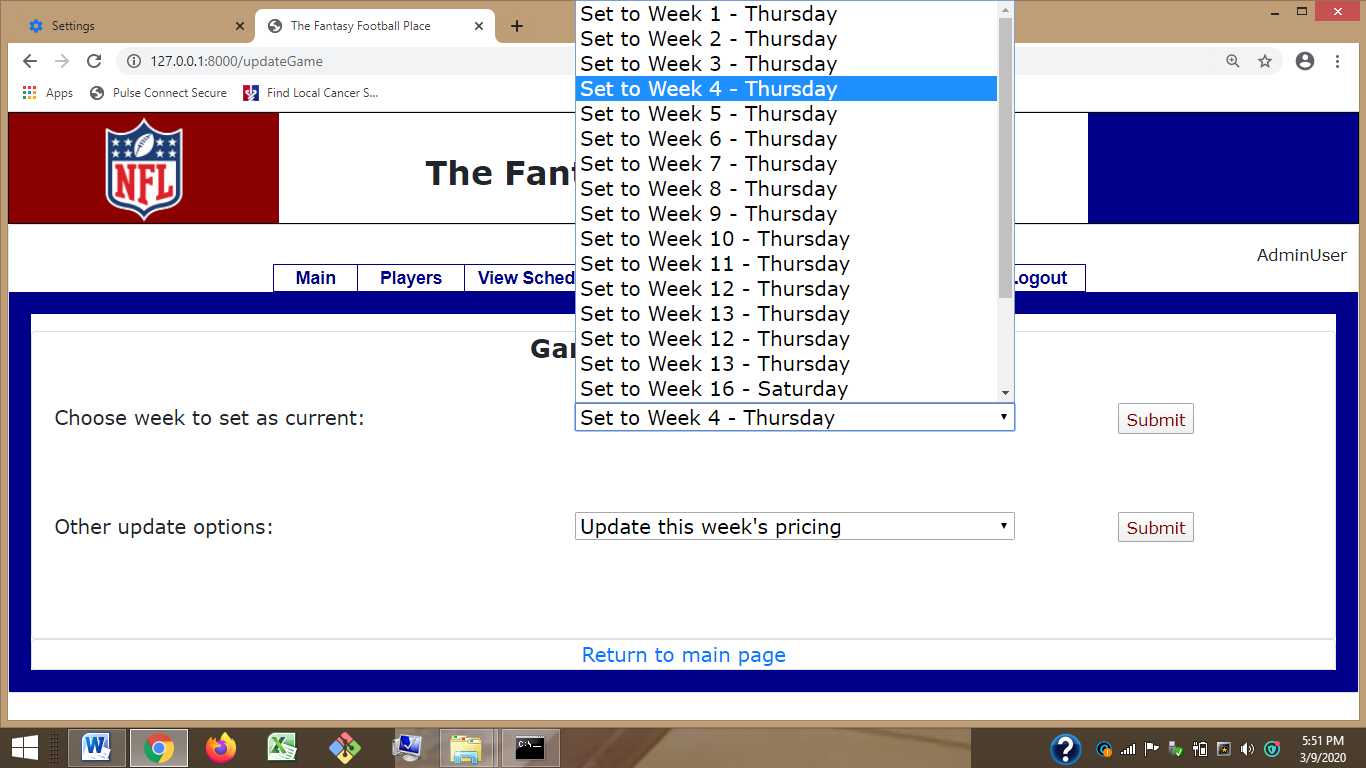 Settings
The Fantasy Football Place
127.0.0.1:8000/updateGame
Apps
Pulse Connect Secure
Find Local Cancer S...
NFL
The Fant
AdminUser
Main
Players
View Sched
Logout
Gam
Set to Week 1 - Thursday
Set to Week 2 - Thursday
Set to Week 3 - Thursday
Set to Week 4 - Thursday
Set to Week 5 - Thursday
Set to Week 6 - Thursday
Set to Week 7 - Thursday
Set to Week 8 - Thursday
Set to Week 9 - Thursday
Set to Week 10 - Thursday
Set to Week 11 - Thursday
Set to Week 12 - Thursday
Set to Week 13 - Thursday
Set to Week 12 - Thursday
Set to Week 13 - Thursday
Set to Week 16 - Saturday
Choose week to set as current:
Set to Week 4 - Thursday
Submit
Other update options:
Update this week's pricing
Submit
Return to main page
5:51 PM
3/9/2020